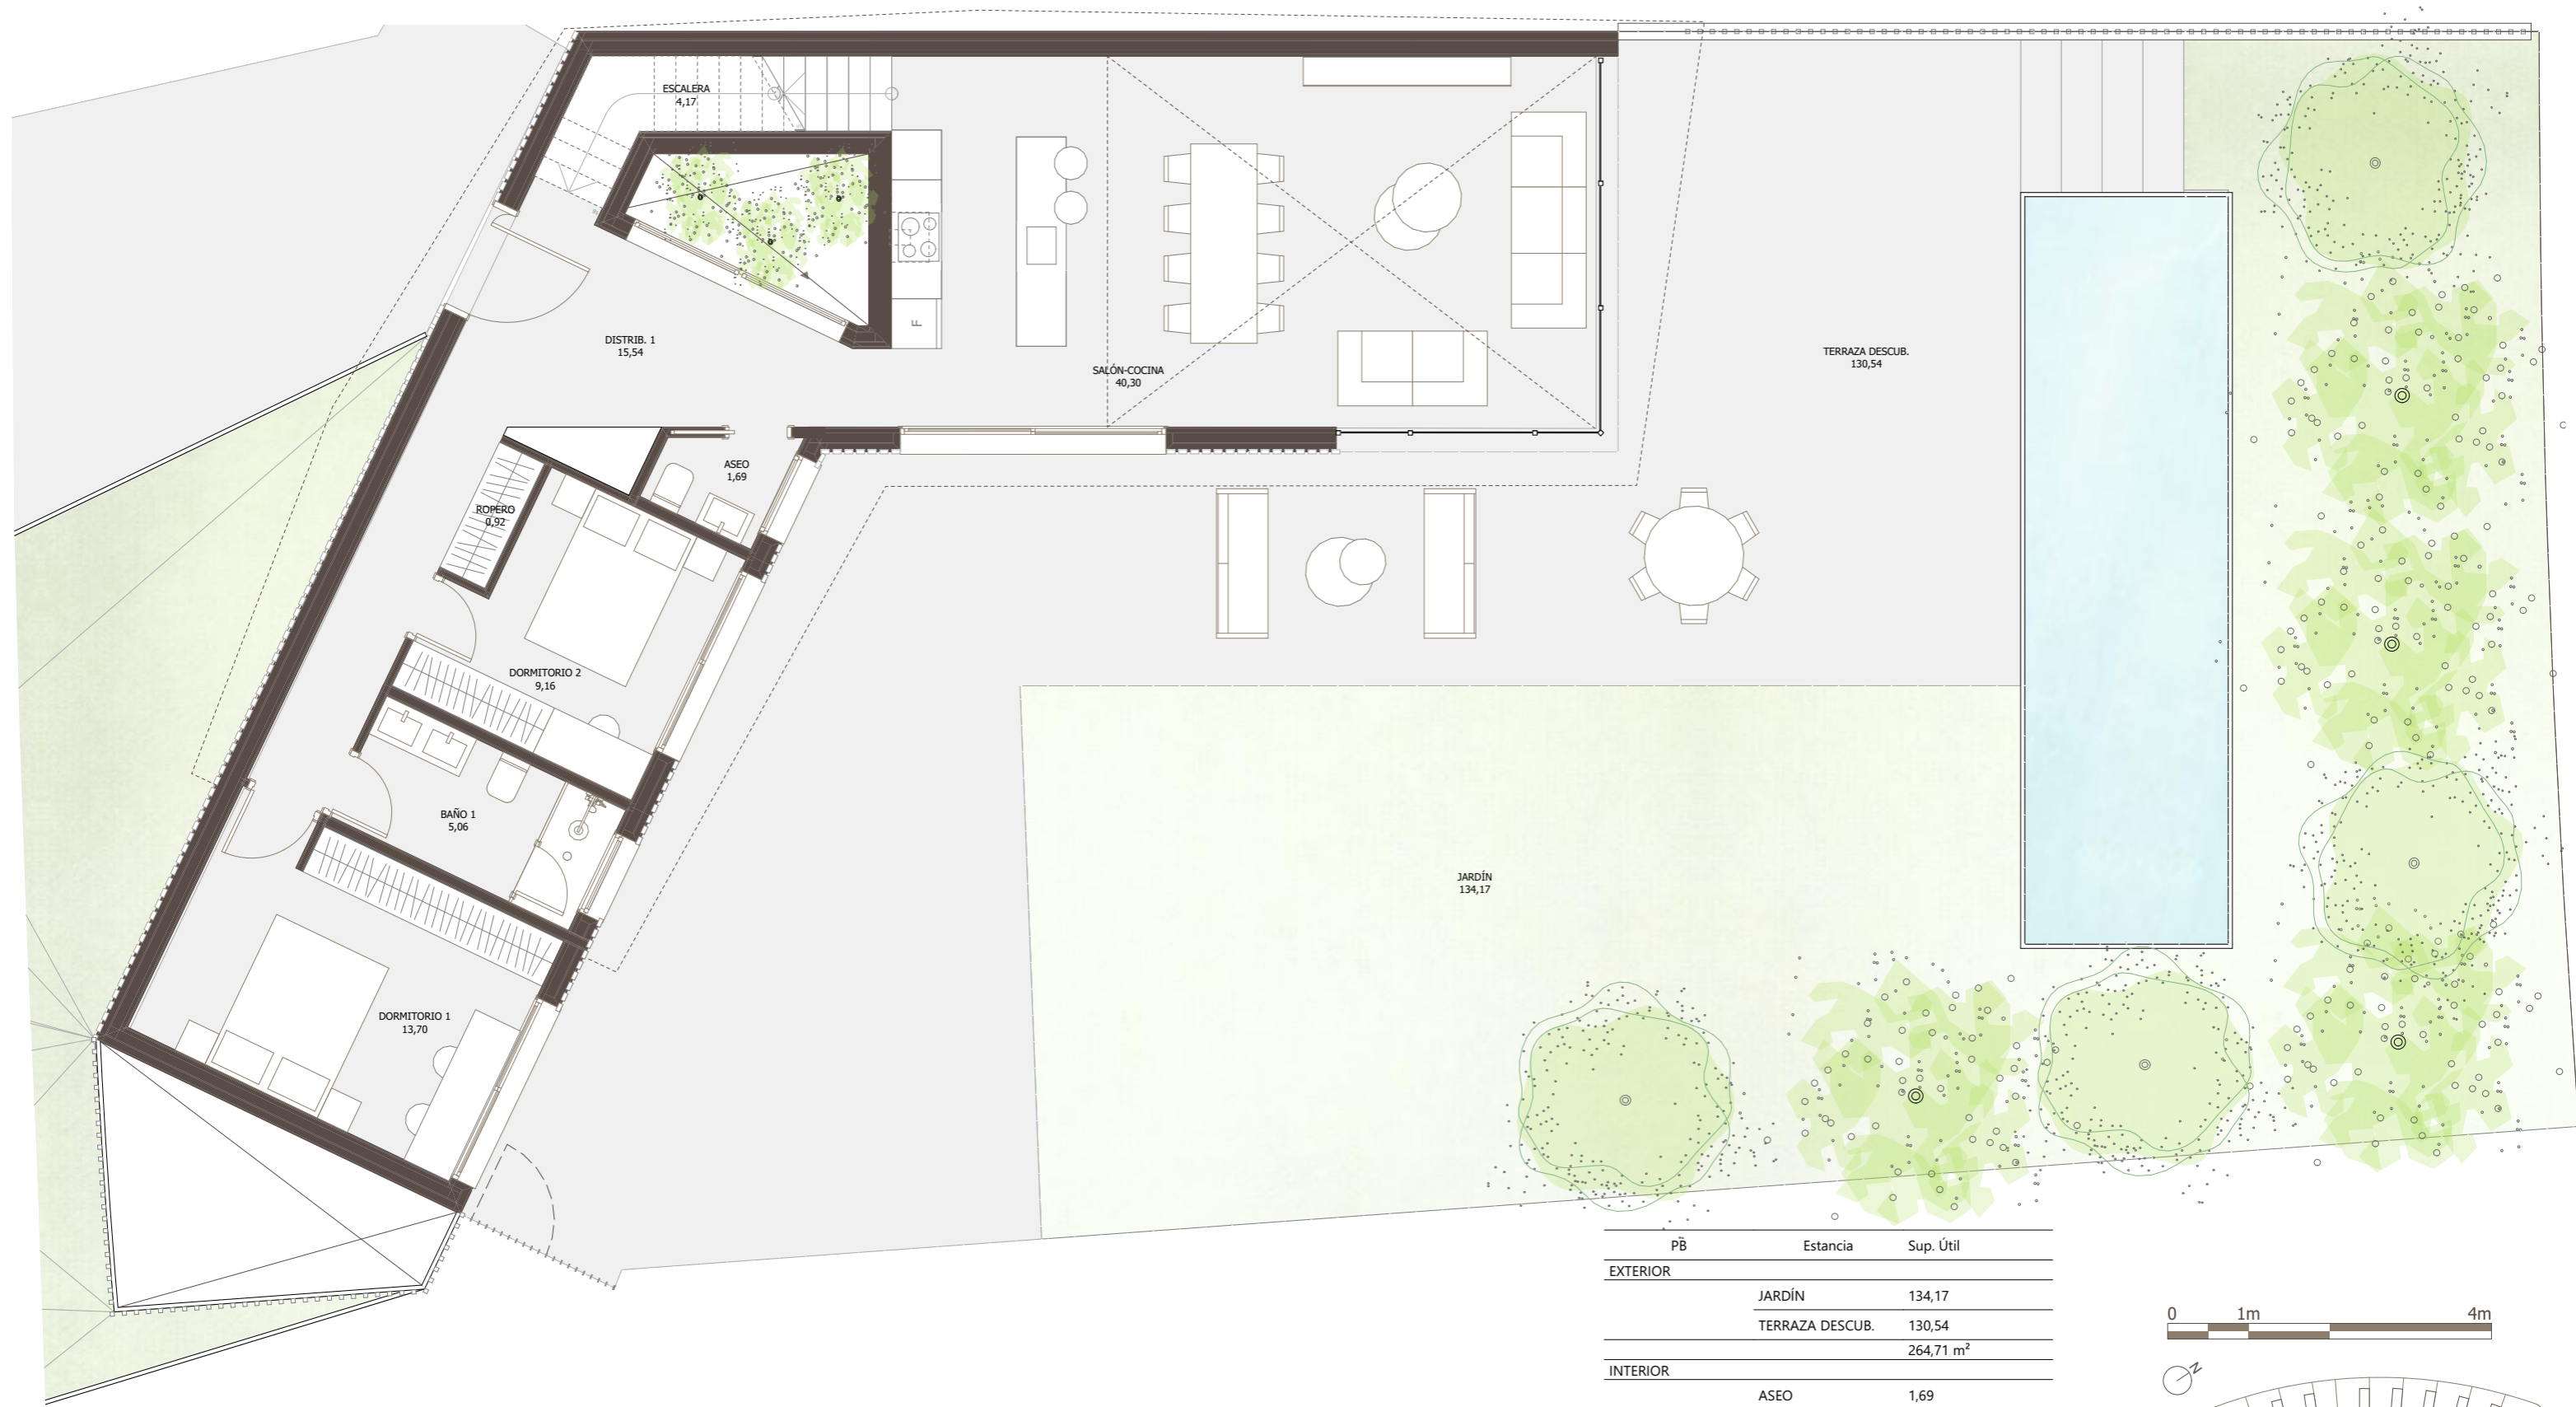 ESCALERA
4,17
F
DISTRIB. 1
15,54
SALÓN-COCINA
40,30
TERRAZA DESCUB.
130,54
ASEO
1,69
ROPERO
0,92
DORMITORIO 2
9,16
BAÑO 1
5,06
JARDÍN
134,17
DORMITORIO 1
13,70
PB Estancia Sup. Útil
EXTERIOR
JARDÍN 134,17
TERRAZA DESCUB. 130,54
264,71 m²
INTERIOR
ASEO 1,69
0 1m 4m
N